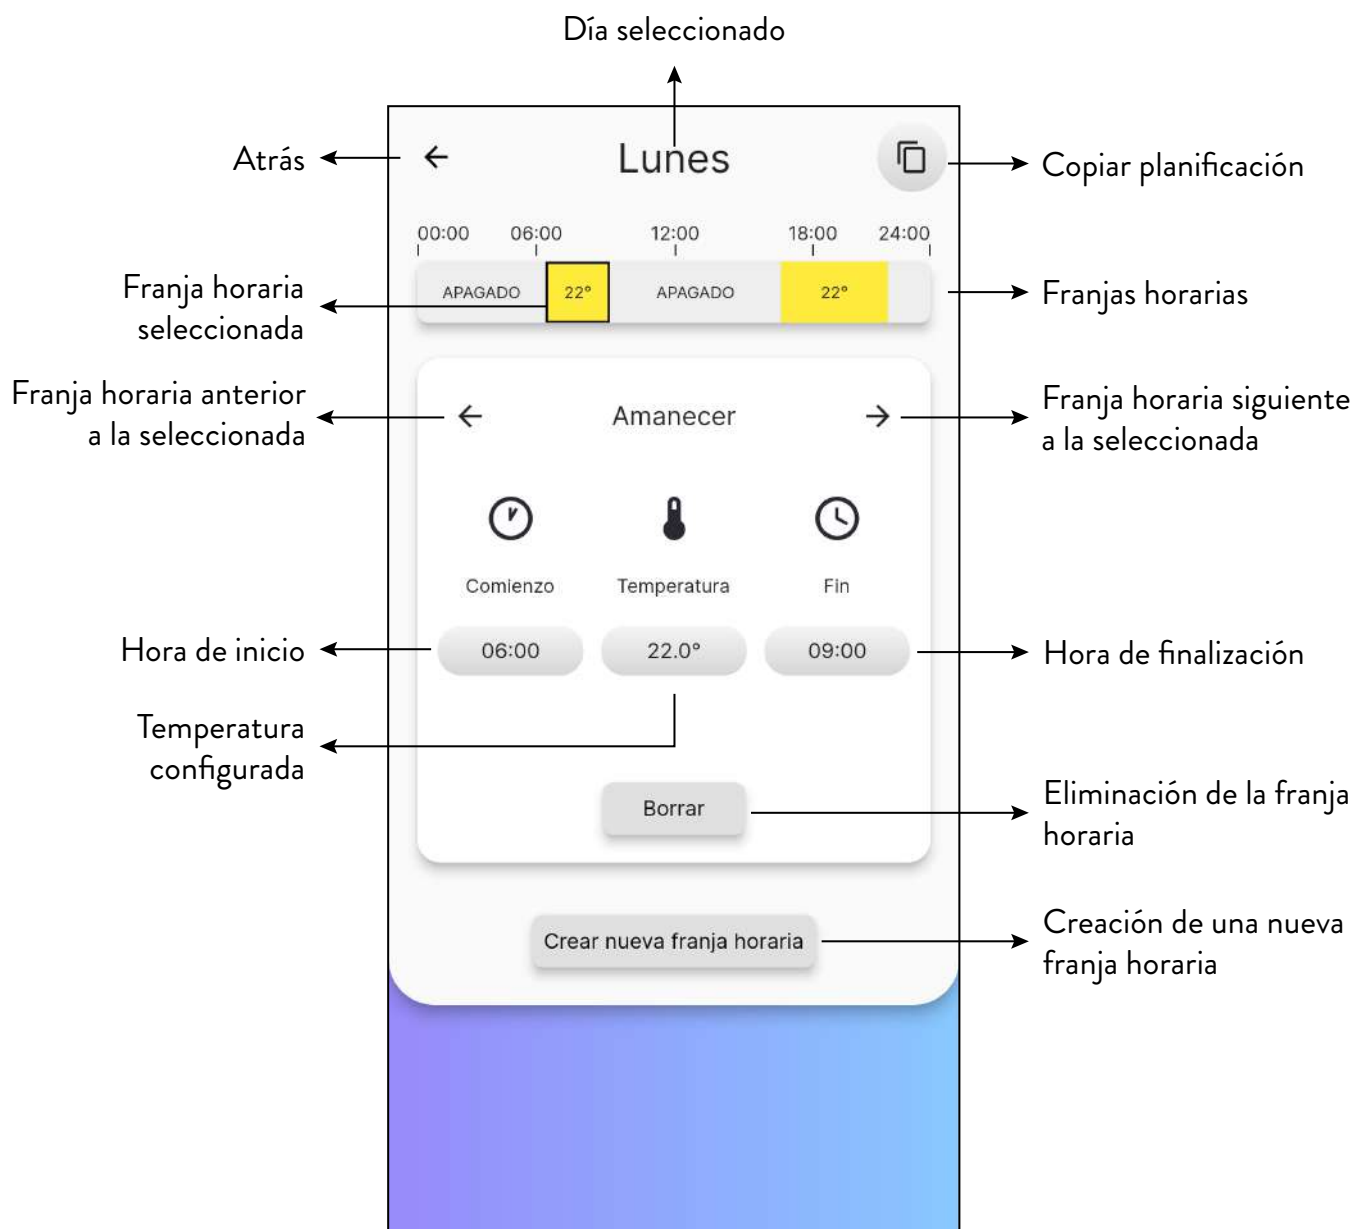 Día seleccionado
Atrás
Lunes
Copiar planificación
00:00 06:00 12:00 18:00 24:00
Franja horaria
seleccionada
APAGADO 22° APAGADO 22°
Franjas horarias
Franja horaria anterior
a la seleccionada
Amanecer
Franja horaria siguiente
a la seleccionada
Comienzo Temperatura Fin
Hora de inicio
06:00 22.0° 09:00
Hora de finalización
Temperatura
configurada
Borrar
Eliminación de la franja
horaria
Crear nueva franja horaria
Creación de una nueva
franja horaria